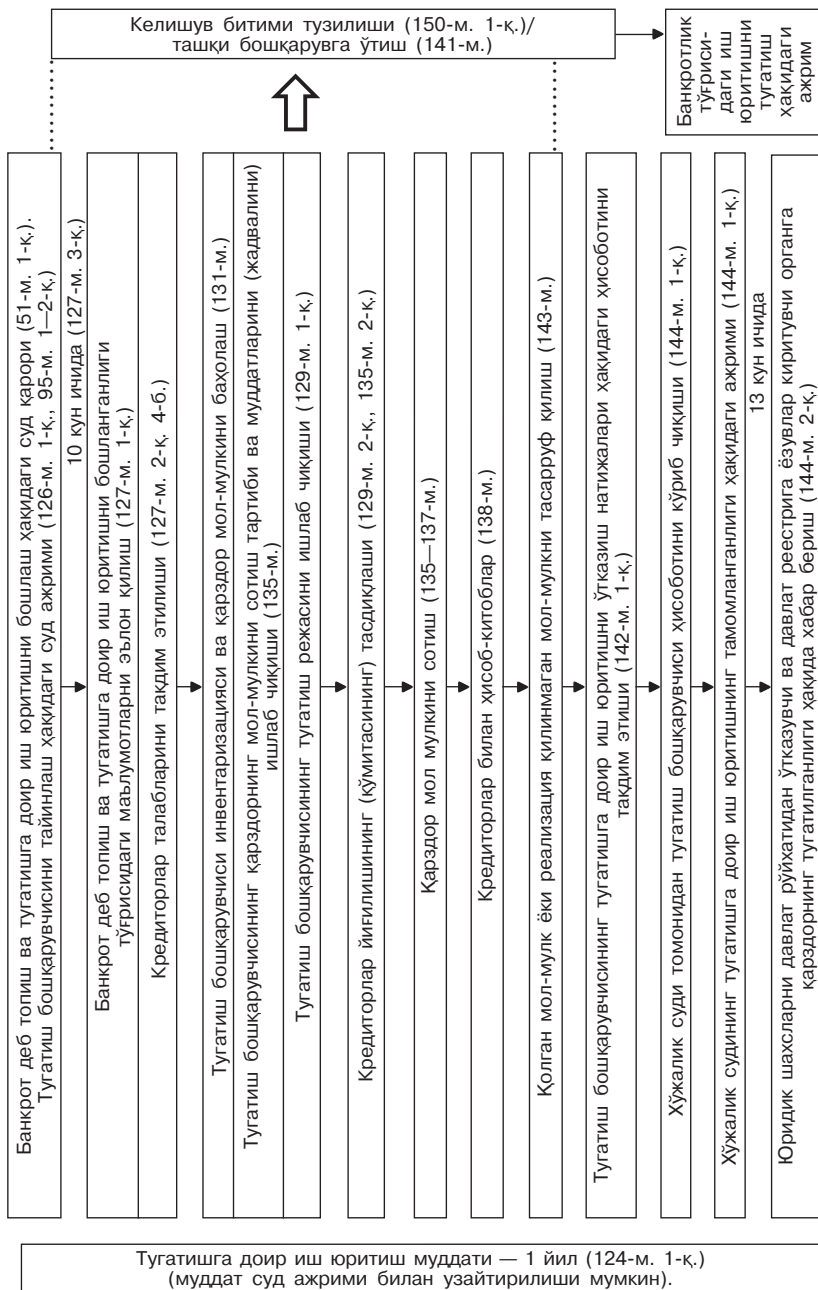 Келишув битими тузилиши (150-м. 1-қ.)/
ташқи бошқарувга ўтиш (141-м.)
Банкротлик
тўғриси-
даги иш
юритишни
тугатиш
ҳақидаги
ажрим
Банкрот деб топиш ва тугатишга доир иш юритишни бошлаш ҳақидаги суд қарори (51-м. 1-қ.).
Тугатиш бошқарувчисини тайинлаш ҳақидаги суд ажрими (126-м. 1-қ., 95-м. 1—2-қ.)
10 кун ичида (127-м. 3-қ.)
Банкрот деб топиш ва тугатишга доир иш юритишни бошланганлиги
тўғрисидаги маълумотларни эълон қилиш (127-м. 1-қ.)
Кредиторлар талабларини тақдим этилиши (127-м. 2-қ. 4-б.)
Тугатиш бошқарувчиси инвентаризацияси ва қарздор мол-мулкини баҳолаш (131-м.)
Тугатиш бошқарувчисининг қарздорнинг мол-мулкини сотиш тартиби ва муддатларини (жадвалини)
ишлаб чиқиши (135-м.)
Тугатиш бошқарувчисининг тугатиш режасини ишлаб чиқиши (129-м. 1-қ.)
Кредиторлар йиғилишининг (қўмитасининг) тасдиқлаши (129-м. 2-қ., 135-м. 2-қ.)
Қарздор мол мулкини сотиш (135—137-м.)
Кредиторлар билан ҳисоб-китоблар (138-м.)
Қолган мол-мулк ёки реализация қилинмаган мол-мулкни тасарруф қилиш (143-м.)
Тугатиш бошқарувчисининг тугатишга доир иш юритишни ўтказиш натижалари ҳақидаги ҳисоботини
тақдим этиши (142-м. 1-қ.)
Хўжалик суди томонидан тугатиш бошқарувчиси ҳисоботини кўриб чиқиши (144-м. 1-қ.)
Хўжалик судининг тугатишга доир иш юритишнинг тамомланганлиги ҳақидаги ажрими (144-м. 1-қ.)
13 кун ичида
Юридик шахсларни давлат рўйхатидан ўтказувчи ва давлат реестрига ёзувлар киритувчи органга
қарздорнинг тугатилганлиги ҳақида хабар бериш (144-м. 2-қ.)
Тугатишга доир иш юритиш муддати — 1 йил (124-м. 1-қ.)
(муддат суд ажрими билан узайтирилиши мумкин).